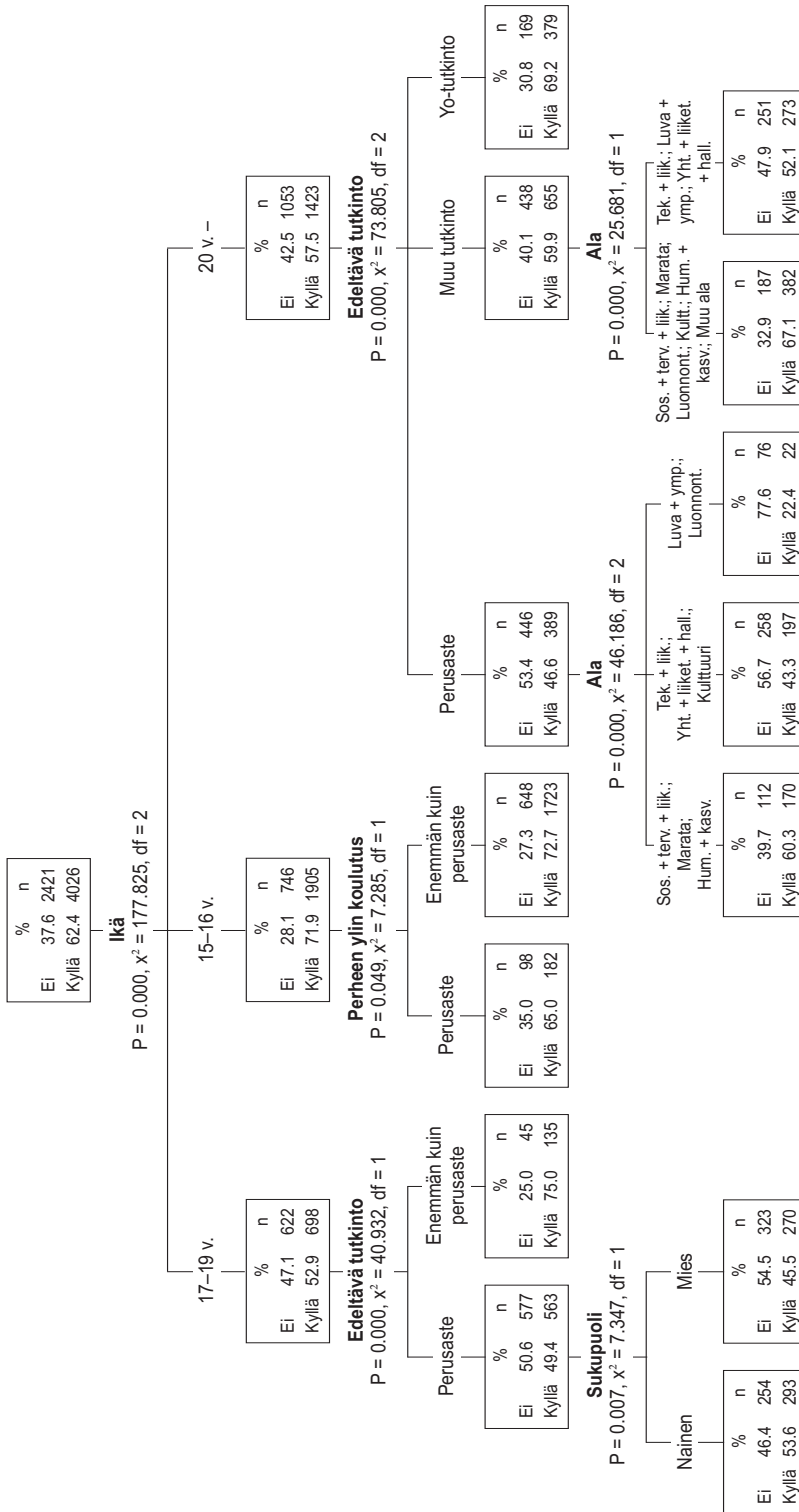 % n
Ei 37.6 2421
Kyllä 62.4 4026
Ikä
P = 0.000, x² = 177.825, df = 2
17–19 v.
% n
Ei 47.1 622
Kyllä 52.9 698
Edeltävä tutkinto
P = 0.000, x² = 40.932, df = 1
Perusaste
% n
Ei 50.6 577
Kyllä 49.4 563
Sukupuoli
P = 0.007, x² = 7.347, df = 1
Nainen
% n
Ei 46.4 254
Kyllä 53.6 293
Mies
% n
Ei 54.5 323
Kyllä 45.5 270
Enemmän kuin
perusaste
% n
Ei 25.0 45
Kyllä 75.0 135
15–16 v.
% n
Ei 28.1 746
Kyllä 71.9 1905
Perheen ylin koulutus
P = 0.049, x² = 7.285, df = 1
Perusaste
% n
Ei 35.0 98
Kyllä 65.0 182
Enemmän kuin
perusaste
% n
Ei 27.3 648
Kyllä 72.7 1723
20 v. –
% n
Ei 42.5 1053
Kyllä 57.5 1423
Edeltävä tutkinto
P = 0.000, x² = 73.805, df = 2
Perusaste
% n
Ei 53.4 446
Kyllä 46.6 389
Ala
P = 0.000, x² = 46.186, df = 2
Sos. + terv. + liik.;
Marata;
Hum. + kasv.
% n
Ei 39.7 112
Kyllä 60.3 170
Tek. + liik.;
Yht. + liiket. + hall.;
Kulttuuri
% n
Ei 56.7 258
Kyllä 43.3 197
Luva + ymp.;
Luonnont.
% n
Ei 77.6 76
Kyllä 22.4 22
Muu tutkinto
% n
Ei 40.1 438
Kyllä 59.9 655
Ala
P = 0.000, x² = 25.681, df = 1
Sos. + terv. + liik.; Marata;
Luonnont.; Kultt.; Hum. +
kasv.; Muu ala
% n
Ei 32.9 187
Kyllä 67.1 382
Tek. + liik.; Luva +
ymp.; Yht. + liiket.
+ hall.
% n
Ei 47.9 251
Kyllä 52.1 273
Yo-tutkinto
% n
Ei 30.8 169
Kyllä 69.2 379